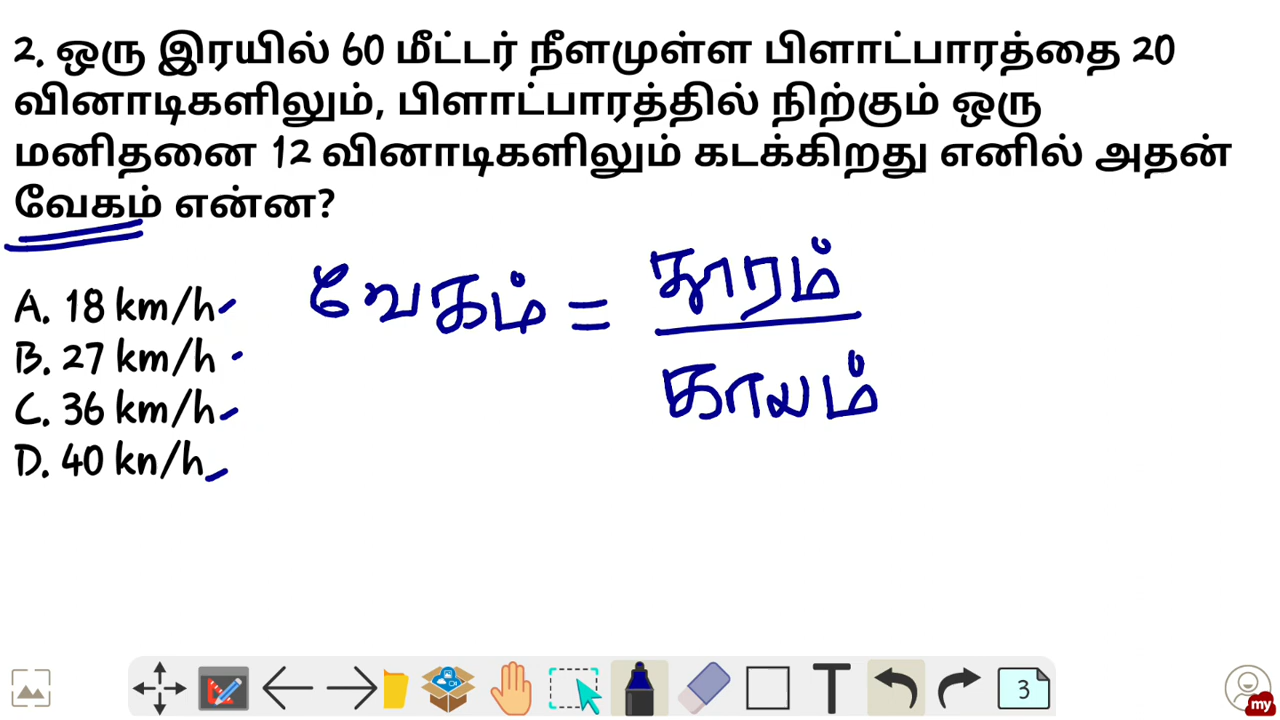 2. ஒரு இரயில் 60 மீட்டர் நீளமுள்ள பிளாட்பாரத்தை 20
வினாடிகளிலும், பிளாட்பாரத்தில் நிற்கும் ஒரு
மனிதனை 12 வினாடிகளிலும் கடக்கிறது எனில் அதன்
வேகம் என்ன?
A. 18 km/h
B. 27 km/h
C. 36 km/h
D. 40 kn/h
வேகம் = தூரம்
காலம்
3
my